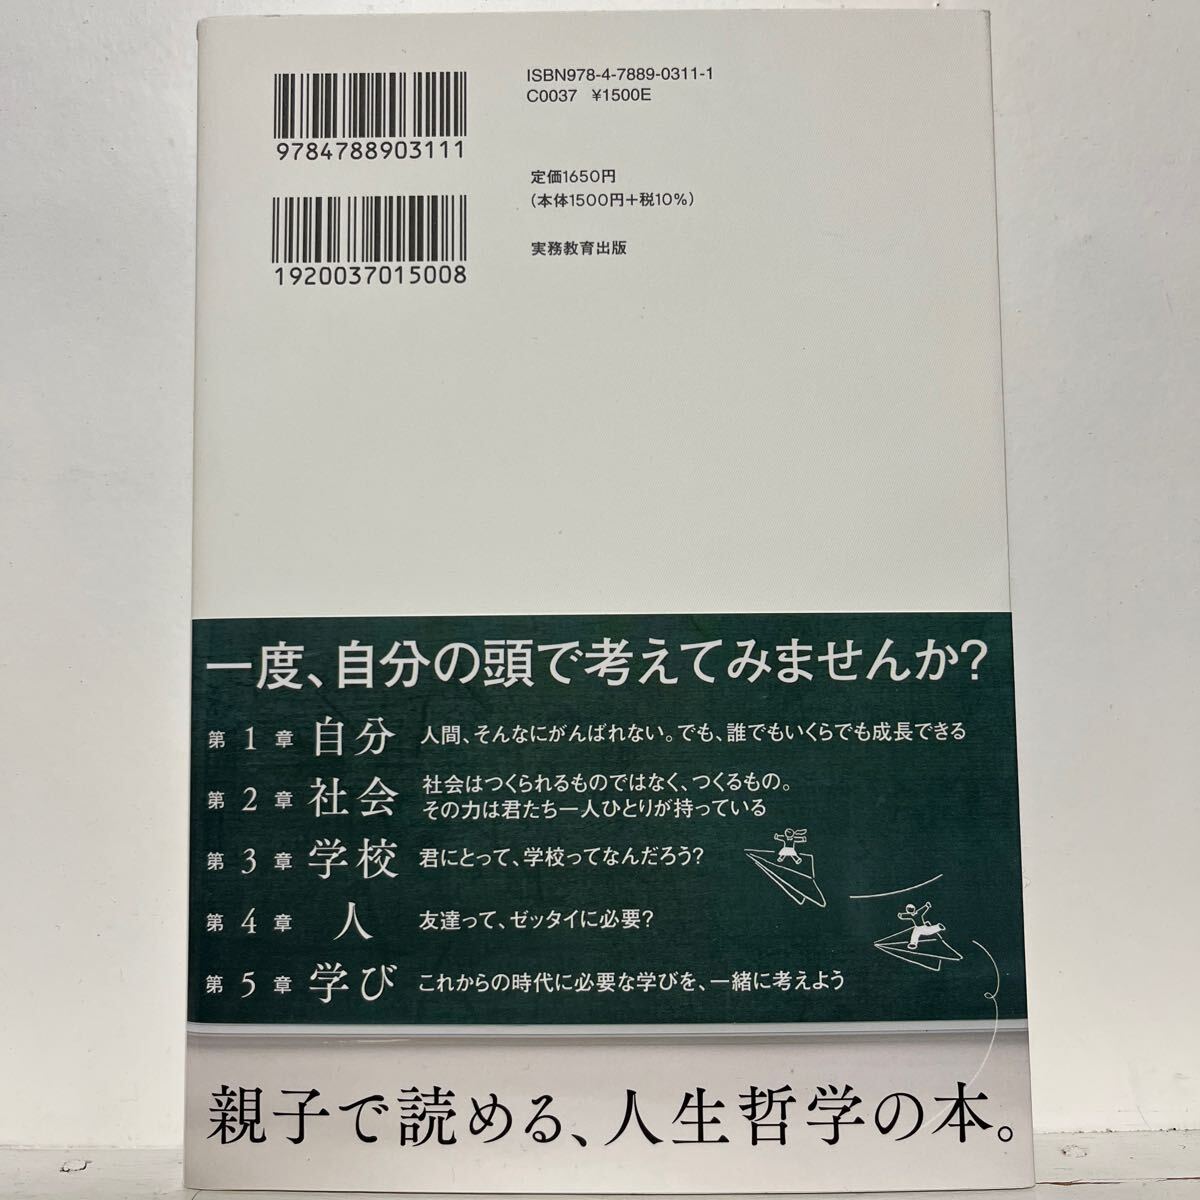 ISBN978-4-7889-0311-1
C0037 ¥1500E
9784788903111
定価1650円
(本体1500円+税10%)
1920037015008
実務教育出版
一度、自分の頭で考えてみませんか?
第1章 自分 人間、そんなにがんばれない。でも、誰でもいくらでも成長できる
第2章 社会 社会はつくられるものではなく、つくるもの。
その力は君たち一人ひとりが持っている
第3章 学校 君にとって、学校ってなんだろう?
第4章 人 友達って、ゼッタイに必要?
第5章 学び これからの時代に必要な学びを、一緒に考えよう
親子で読める、人生哲学の本。